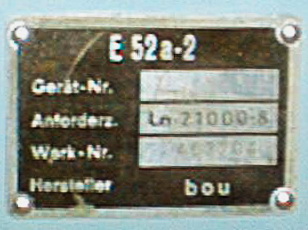 E 52a-2
Gerät-Nr.
Anforderz. Ln 21000-8
Werk-Nr.
Hersteller bou